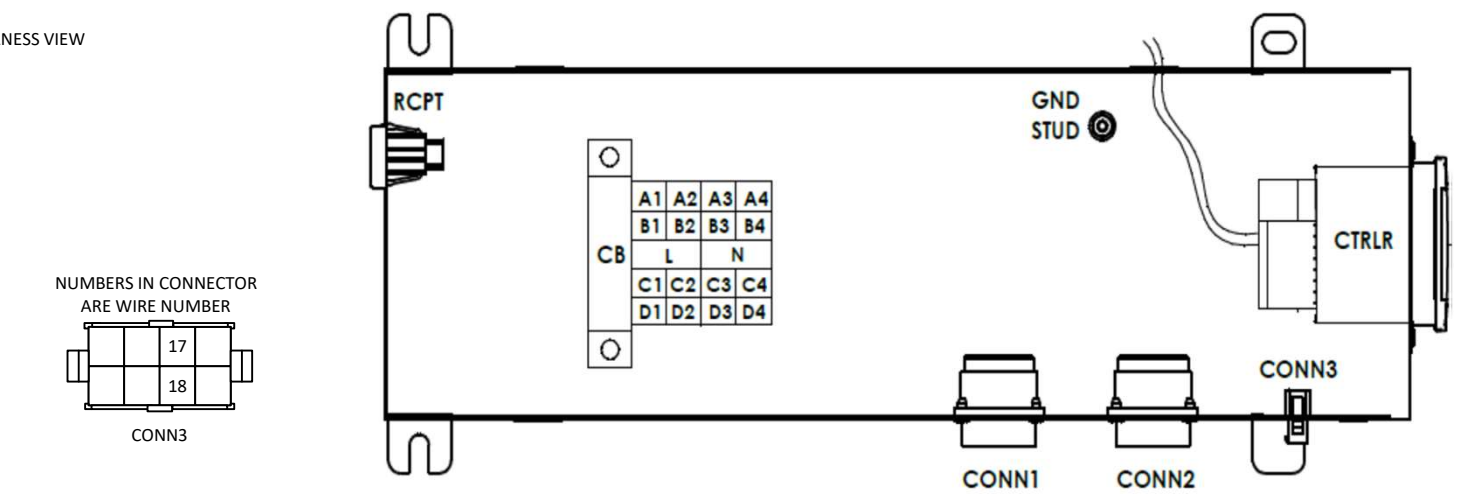 NESS VIEW
RCPT
GND
STUD
A1 A2 A3 A4
B1 B2 B3 B4
CB L N
C1 C2 C3 C4
D1 D2 D3 D4
CTRLR
NUMBERS IN CONNECTOR
ARE WIRE NUMBER
17
18
CONN3
CONN3
CONN1 CONN2